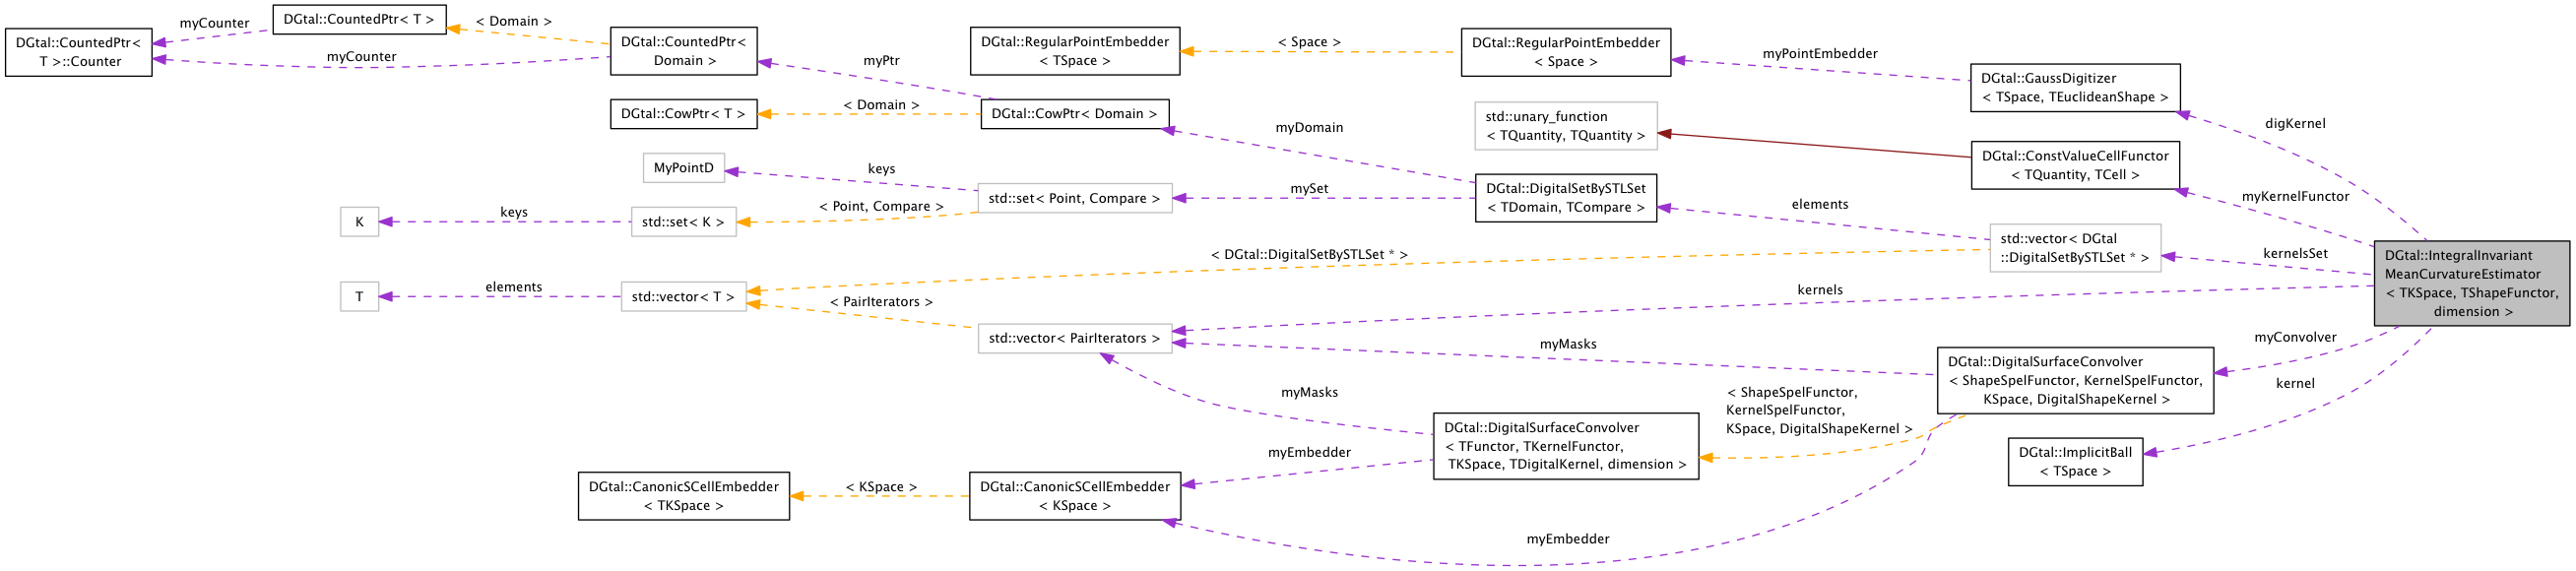 DGtal::CountedPtr<
T >::Counter
myCounter
myCounter
DGtal::CountedPtr< T >
< Domain >
DGtal::CountedPtr<
Domain >
myPtr
DGtal::CowPtr< T >
< Domain >
DGtal::CowPtr< Domain >
DGtal::RegularPointEmbedder
< TSpace >
< Space >
DGtal::RegularPointEmbedder
< Space >
myPointEmbedder
DGtal::GaussDigitizer
< TSpace, TEuclideanShape >
digKernel
std::unary_function
< TQuantity, TQuantity >
DGtal::ConstValueCellFunctor
< TQuantity, TCell >
myKernelFunctor
myDomain
MyPointD
keys
std::set< Point, Compare >
mySet
DGtal::DigitalSetBySTLSet
< TDomain, TCompare >
elements
K
keys
std::set< K >
< Point, Compare >
std::vector< DGtal
::DigitalSetBySTLSet * >
kernelsSet
DGtal::IntegralInvariant
MeanCurvatureEstimator
< TKSpace, TShapeFunctor,
dimension >
< DGtal::DigitalSetBySTLSet * >
T
elements
std::vector< T >
< PairIterators >
kernels
std::vector< PairIterators >
myMasks
myConvolver
DGtal::DigitalSurfaceConvolver
< ShapeSpelFunctor, KernelSpelFunctor,
KSpace, DigitalShapeKernel >
kernel
myMasks
< ShapeSpelFunctor,
KernelSpelFunctor,
KSpace, DigitalShapeKernel >
DGtal::DigitalSurfaceConvolver
< TFunctor, TKernelFunctor,
TKSpace, TDigitalKernel, dimension >
DGtal::ImplicitBall
< TSpace >
myEmbedder
DGtal::CanonicSCellEmbedder
< TKSpace >
< KSpace >
DGtal::CanonicSCellEmbedder
< KSpace >
myEmbedder